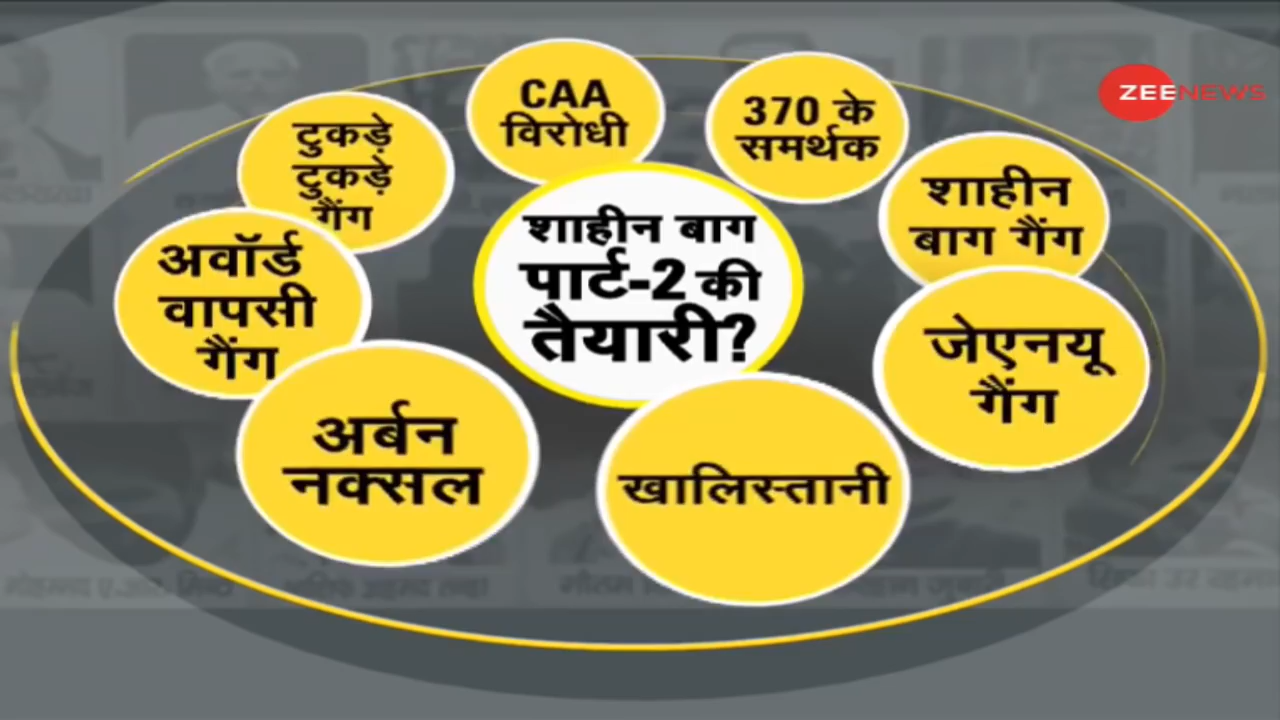 ZEENEWS
CAA
विरोधी
370 के
समर्थक
टुकड़े
टुकड़े
गैंग
शाहीन
बाग गैंग
शाहीन बाग
पार्ट-2 की
तैयारी?
अवॉर्ड
वापसी
गैंग
जेएनयू
गैंग
अर्बन
नक्सल
खालिस्तानी